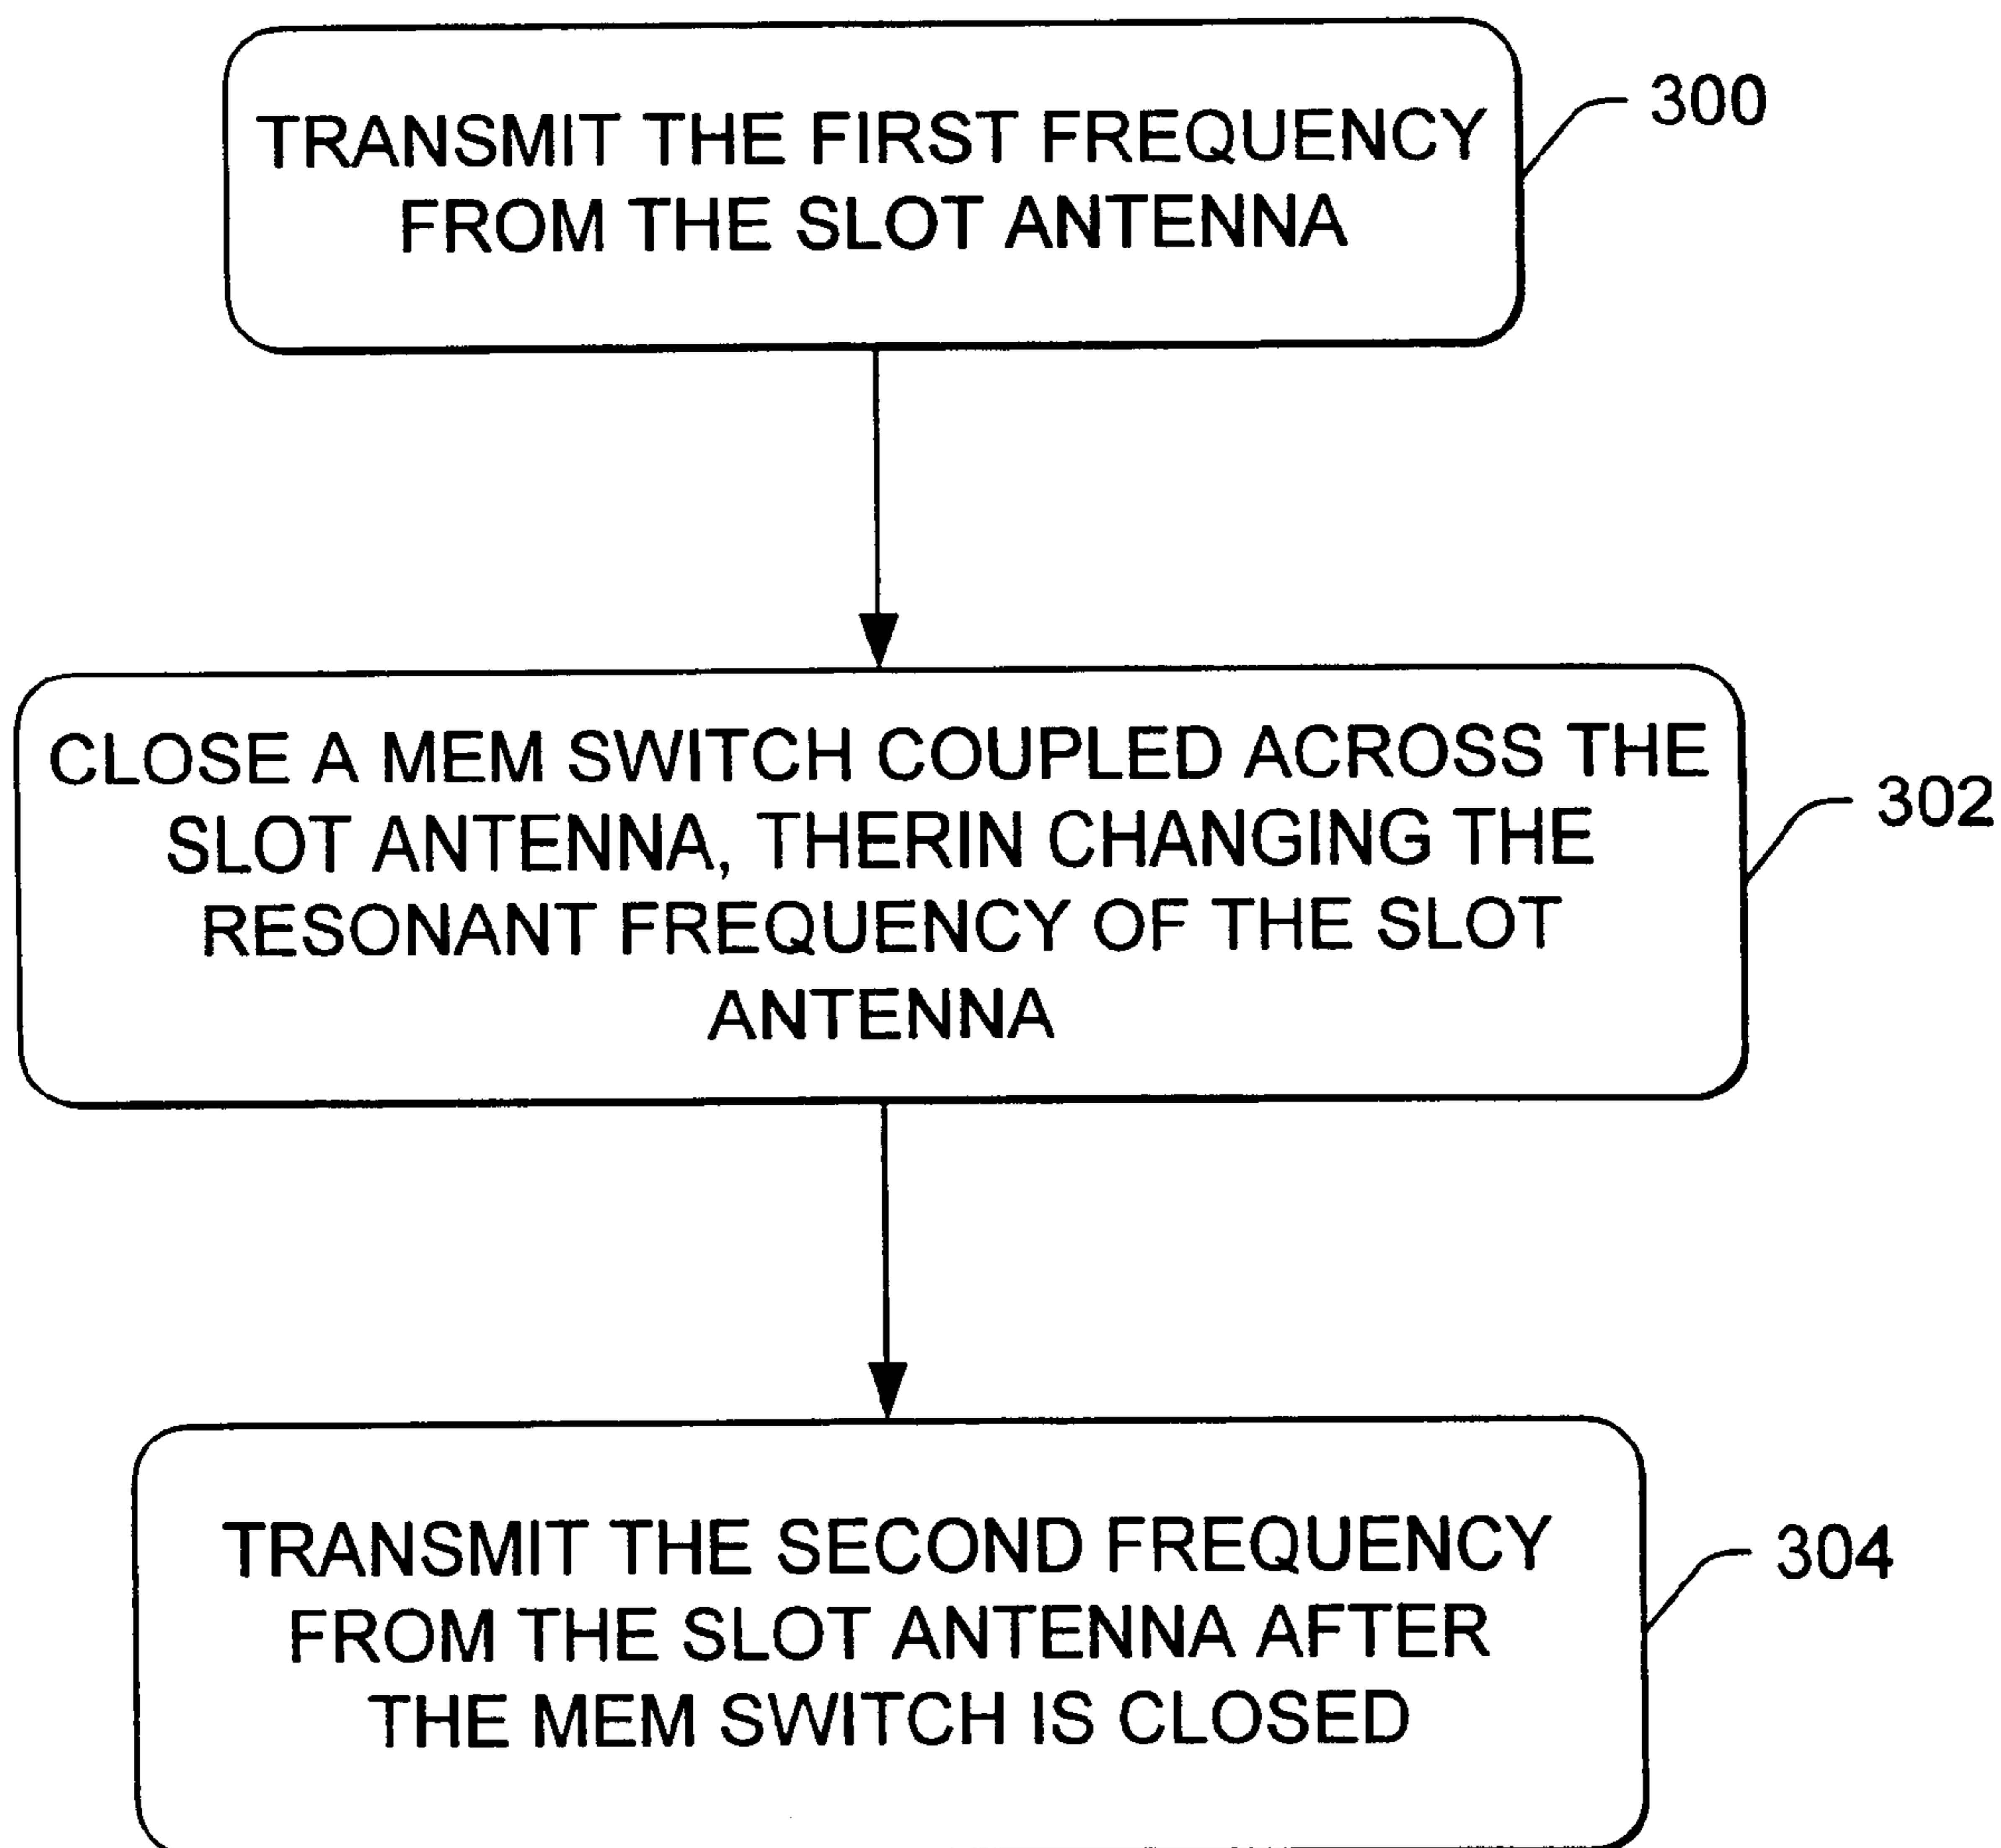 TRANSMIT THE FIRST FREQUENCY
FROM THE SLOT ANTENNA
300
CLOSE A MEM SWITCH COUPLED ACROSS THE
SLOT ANTENNA, THERIN CHANGING THE
RESONANT FREQUENCY OF THE SLOT
ANTENNA
302
TRANSMIT THE SECOND FREQUENCY
FROM THE SLOT ANTENNA AFTER
THE MEM SWITCH IS CLOSED
304